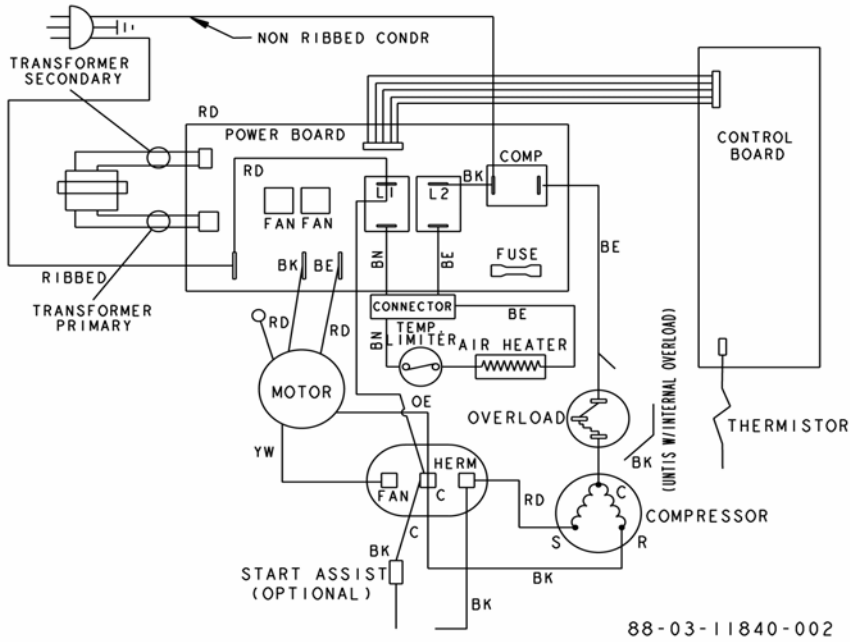 NON RIBBED CONDR
TRANSFORMER
SECONDARY
RD
POWER BOARD
CONTROL
BOARD
COMP
RD
BK
L1
L2
FAN FAN
BN
BE
FUSE
BE
BK
BE
RIBBED
CONNECTOR
BE
TRANSFORMER
PRIMARY
RD
RD
BN
TEMP.
LIMITER
AIR HEATER
(UNTIS W/INTERNAL OVERLOAD)
MOTOR
OE
OVERLOAD
THERMISTOR
YW
BK
HERM
FAN
C
RD
C
COMPRESSOR
C
S
R
BK
START ASSIST
(OPTIONAL)
BK
BK
88-03-11840-002